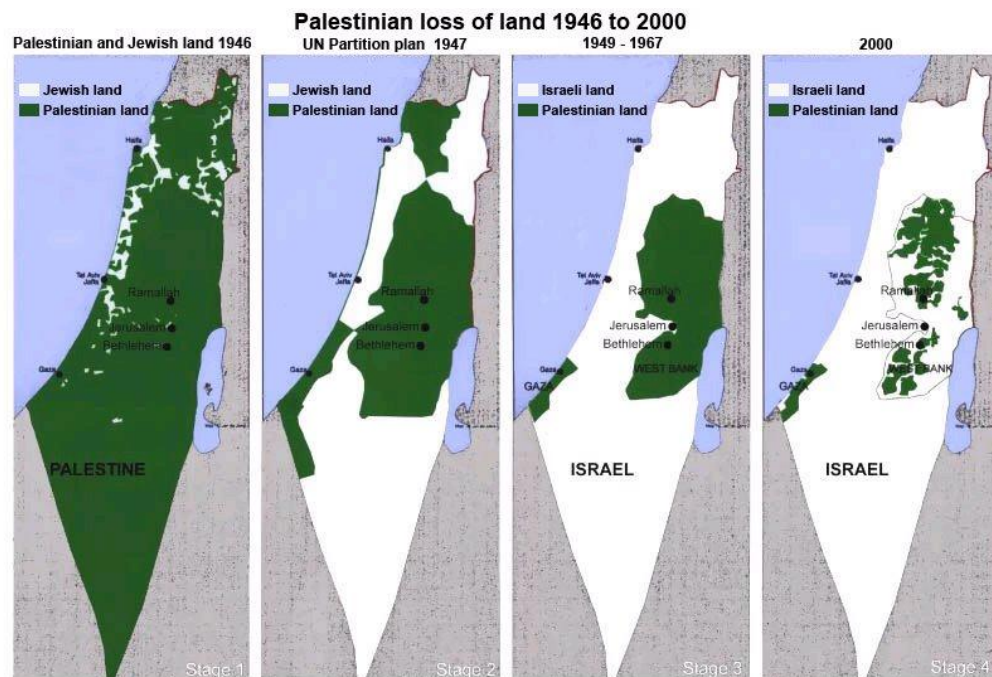 Palestinian loss of land 1946 to 2000
Palestinian and Jewish land 1946
Jewish land
Palestinian land
Haifa
Tel Aviv
Jaffa
Ramallah
Jerusalem
Bethlehem
Gaza
PALESTINE
Stage 1
UN Partition plan 1947
Jewish land
Palestinian land
Haifa
Tel Aviv
Jaffa
Ramallah
Jerusalem
Bethlehem
Gaza
Stage 2
1949 - 1967
Israeli land
Palestinian land
Haifa
Tel Aviv
Jaffa
Ramallah
Jerusalem
Bethlehem
Gaza
GAZA
WEST BANK
ISRAEL
Stage 3
2000
Israeli land
Palestinian land
Haifa
Tel Aviv
Jaffa
Ramallah
Jerusalem
Bethlehem
Gaza
GAZA
WEST BANK
ISRAEL
Stage 4